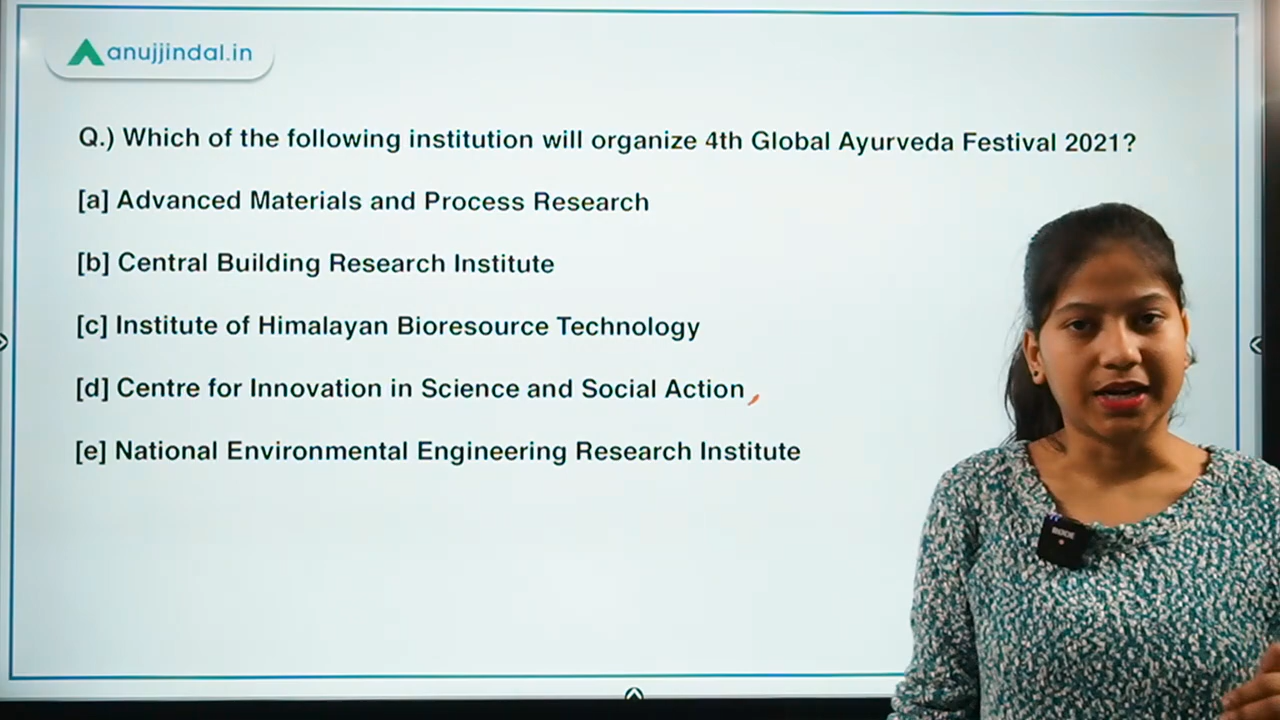 anujjindal.in
Q.) Which of the following institution will organize 4th Global Ayurveda Festival 2021?
[a] Advanced Materials and Process Research
[b] Central Building Research Institute
[c] Institute of Himalayan Bioresource Technology
[d] Centre for Innovation in Science and Social Action
[e] National Environmental Engineering Research Institute